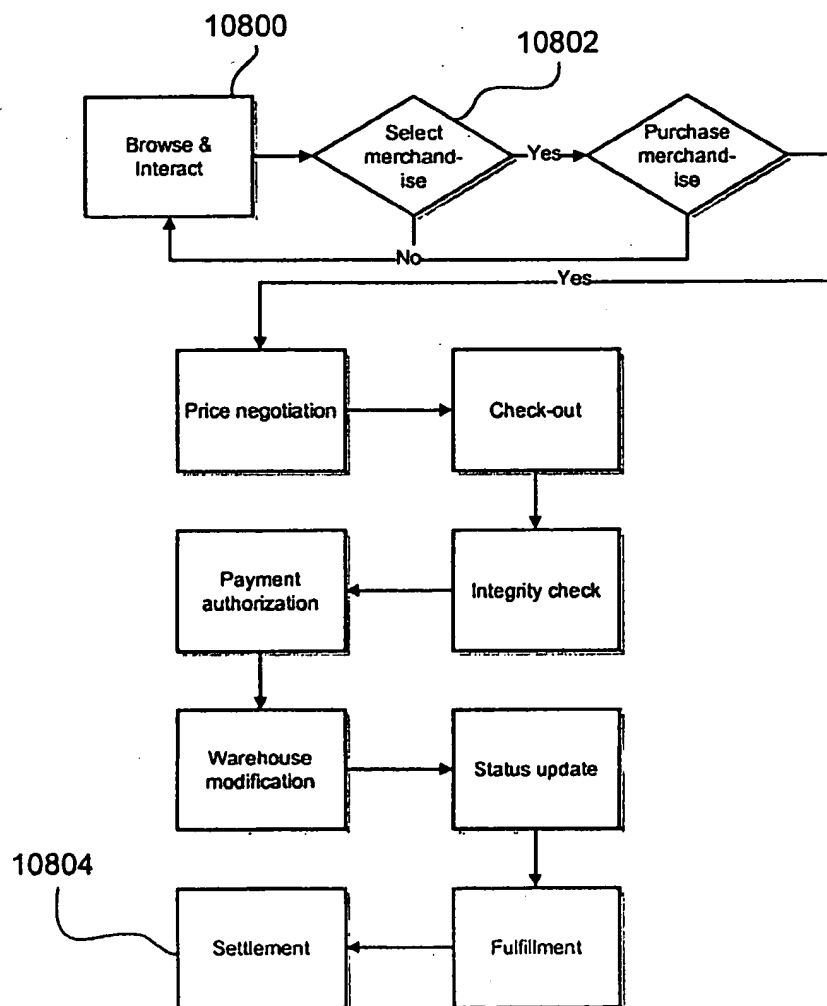 10800
10802
Browse &
Interact
Select
merchand-
ise
Yes
Purchase
merchand-
ise
No
Yes
Price negotiation
Check-out
Payment
authorization
Integrity check
Warehouse
modification
Status update
10804
Settlement
Fulfillment